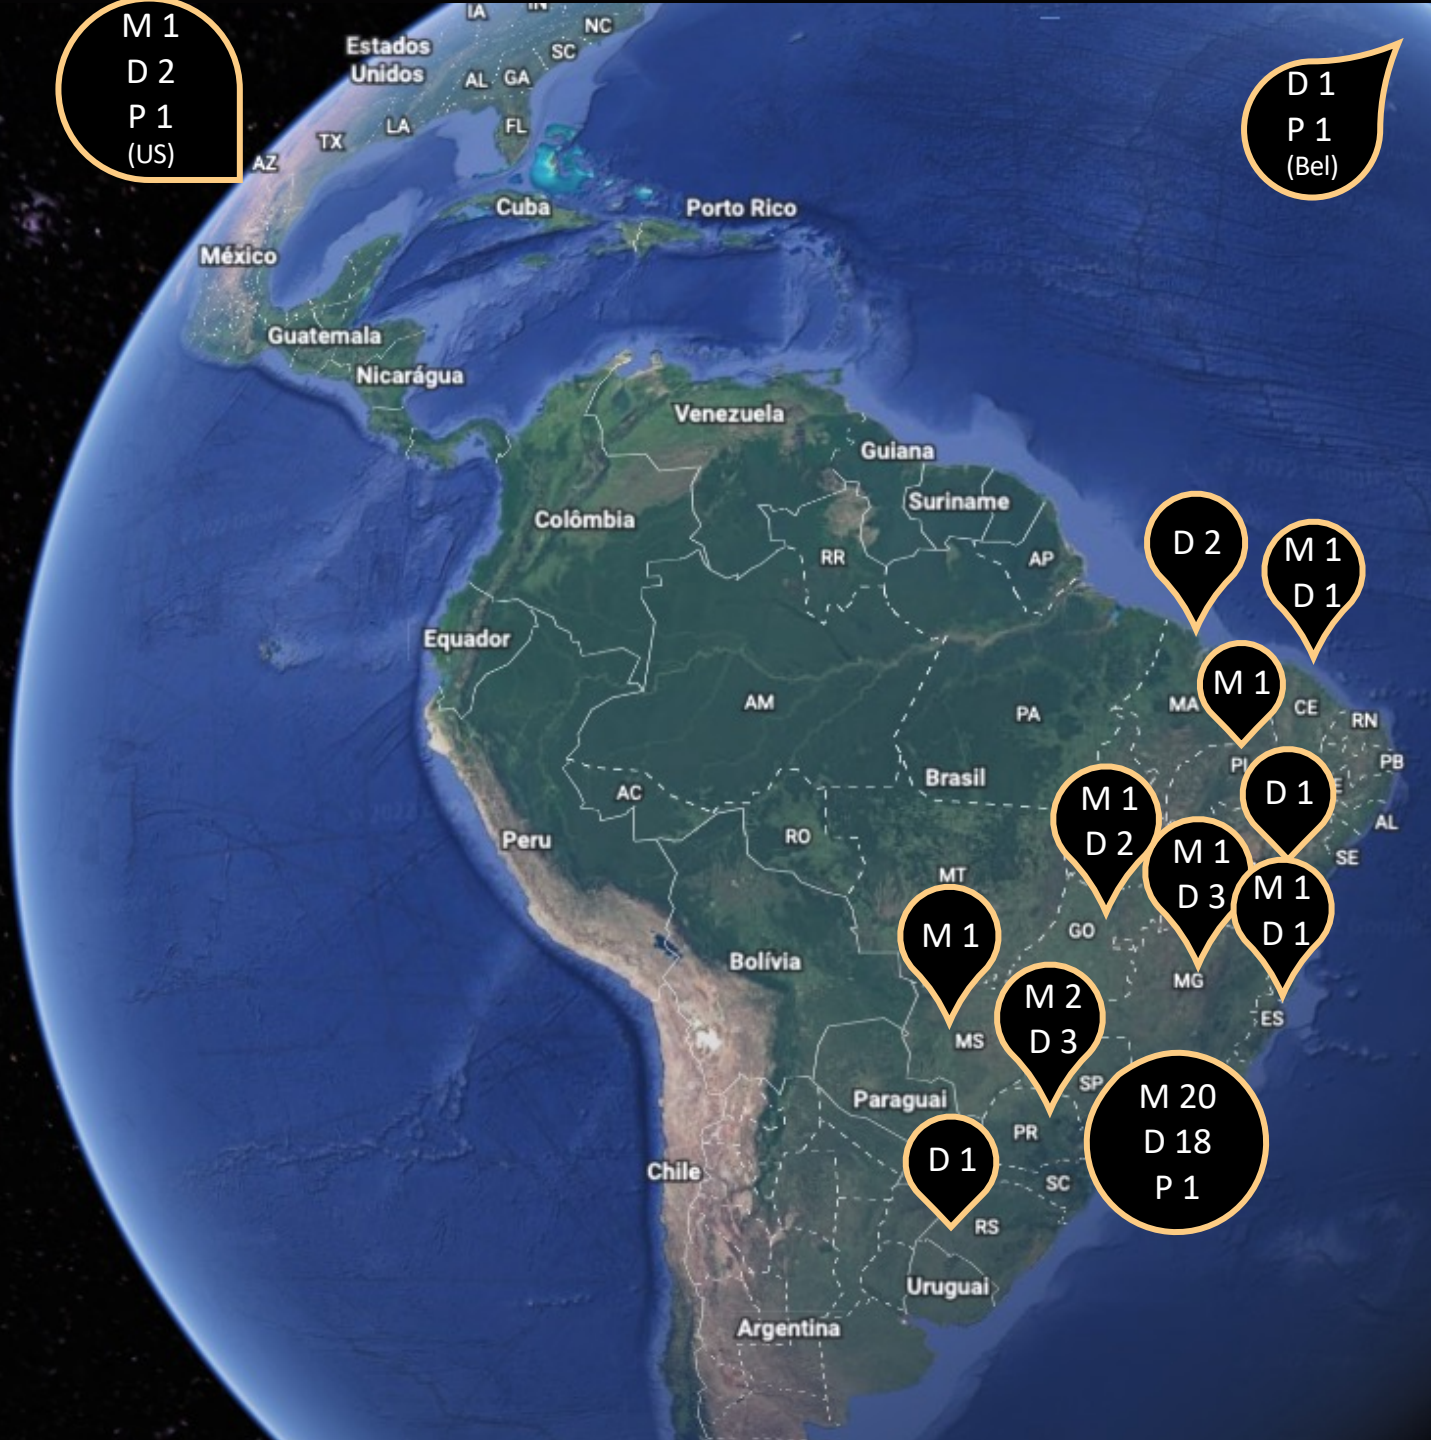 M 1
D 2
P 1
(US)
IA
IN
NC
Estados
Unidos
SC
AL
GA
D 1
P 1
(Bel)
TX
LA
FL
AZ
Cuba
Porto Rico
México
Guatemala
Nicarágua
Venezuela
Guiana
Suriname
Colômbia
RR
AP
D 2
M 1
D 1
Equador
AM
PA
MA
M 1
CE
RN
Brasil
PI
PB
AC
M 1
D 2
D 1
E
AL
Peru
RO
SE
MT
M 1
D 3
M 1
D 1
M 1
GO
Bolívia
MG
M 2
D 3
ES
MS
SP
Paraguai
PR
M 20
D 18
P 1
D 1
Chile
SC
RS
Uruguai
Argentina